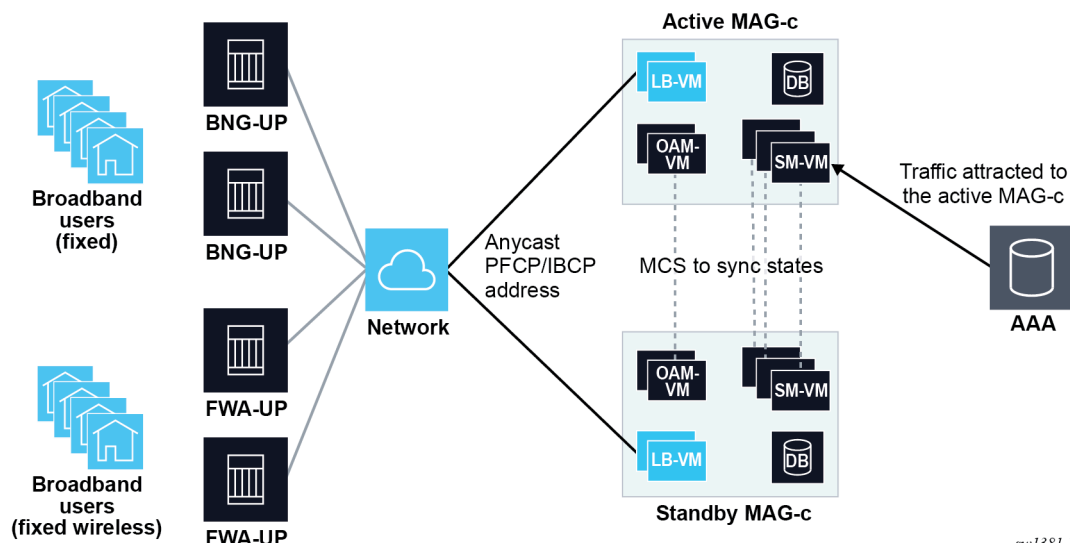 Active MAG-c
LB-VM
DB
OAM-
VM
SM-VM
BNG-UP
Broadband
users
(fixed)
BNG-UP
Network
Anycast
PFCP/IBCP
address
MCS to sync states
Traffic attracted to
the active MAG-c
AAA
FWA-UP
Broadband
users
(fixed wireless)
FWA-UP
OAM-
VM
SM-VM
LB-VM
DB
Standby MAG-c
sw1381